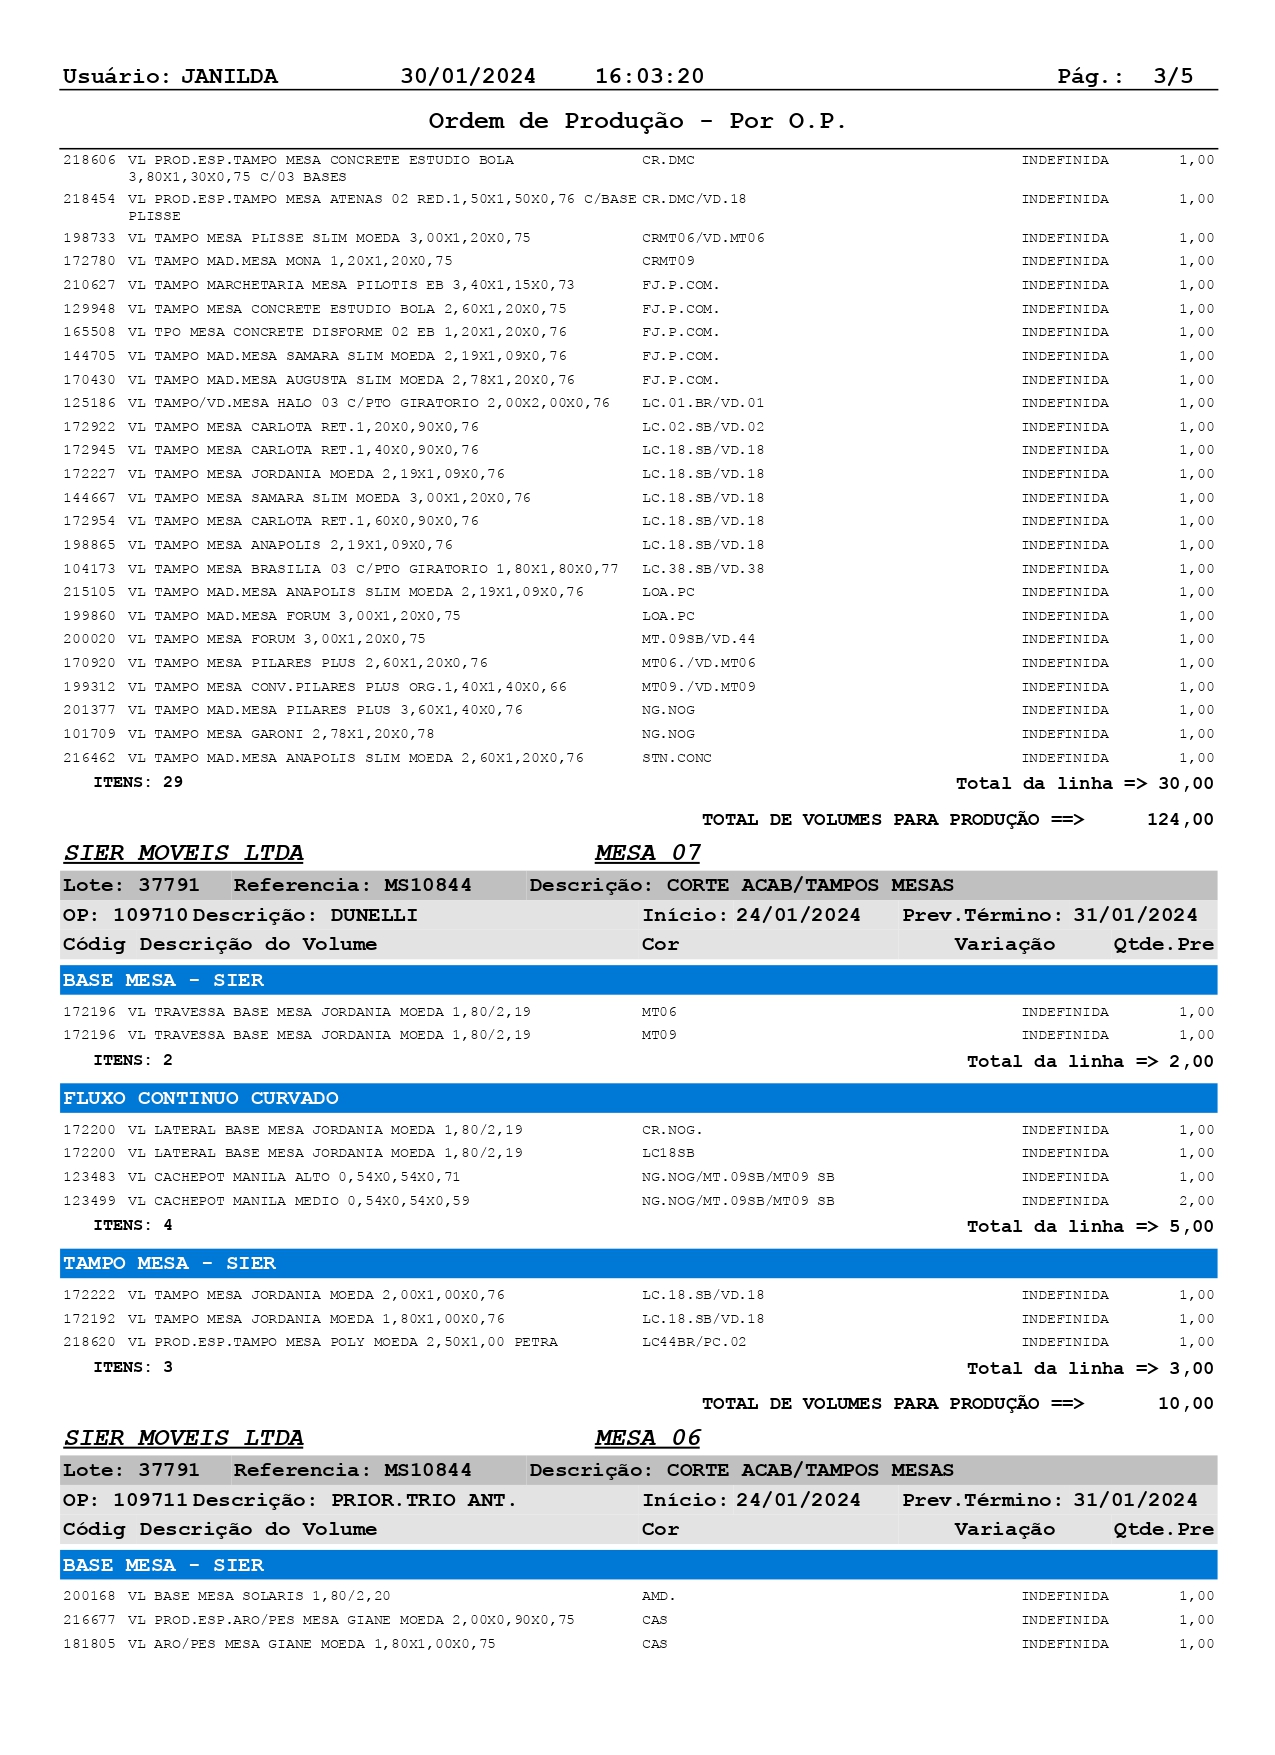 Usuário: JANILDA 30/01/2024 16:03:20 Pág.: 3/5
Ordem de Produção - Por O.P.
218606 VL PROD.ESP.TAMPO MESA CONCRETE ESTUDIO BOLA CR.DMC INDEFINIDA 1,00
3,80X1,30X0,75 C/03 BASES
218454 VL PROD.ESP.TAMPO MESA ATENAS 02 RED.1,50X1,50X0,76 C/BASE CR.DMC/VD.18 INDEFINIDA 1,00
PLISSE
198733 VL TAMPO MESA PLISSE SLIM MOEDA 3,00X1,20X0,75 CRMT06/VD.MT06 INDEFINIDA 1,00
172780 VL TAMPO MAD.MESA MONA 1,20X1,20X0,75 CRMT09 INDEFINIDA 1,00
210627 VL TAMPO MARCHETARIA MESA PILOTIS EB 3,40X1,15X0,73 FJ.P.COM. INDEFINIDA 1,00
129948 VL TAMPO MESA CONCRETE ESTUDIO BOLA 2,60X1,20X0,75 FJ.P.COM. INDEFINIDA 1,00
165508 VL TPO MESA CONCRETE DISFORME 02 EB 1,20X1,20X0,76 FJ.P.COM. INDEFINIDA 1,00
144705 VL TAMPO MAD.MESA SAMARA SLIM MOEDA 2,19X1,09X0,76 FJ.P.COM. INDEFINIDA 1,00
170430 VL TAMPO MAD.MESA AUGUSTA SLIM MOEDA 2,78X1,20X0,76 FJ.P.COM. INDEFINIDA 1,00
125186 VL TAMPO/VD.MESA HALO 03 C/PTO GIRATORIO 2,00X2,00X0,76 LC.01.BR/VD.01 INDEFINIDA 1,00
172922 VL TAMPO MESA CARLOTA RET.1,20X0,90X0,76 LC.02.SB/VD.02 INDEFINIDA 1,00
172945 VL TAMPO MESA CARLOTA RET.1,40X0,90X0,76 LC.18.SB/VD.18 INDEFINIDA 1,00
172227 VL TAMPO MESA JORDANIA MOEDA 2,19X1,09X0,76 LC.18.SB/VD.18 INDEFINIDA 1,00
144667 VL TAMPO MESA SAMARA SLIM MOEDA 3,00X1,20X0,76 LC.18.SB/VD.18 INDEFINIDA 1,00
172954 VL TAMPO MESA CARLOTA RET.1,60X0,90X0,76 LC.18.SB/VD.18 INDEFINIDA 1,00
198865 VL TAMPO MESA ANAPOLIS 2,19X1,09X0,76 LC.18.SB/VD.18 INDEFINIDA 1,00
104173 VL TAMPO MESA BRASILIA 03 C/PTO GIRATORIO 1,80X1,80X0,77 LC.38.SB/VD.38 INDEFINIDA 1,00
215105 VL TAMPO MAD.MESA ANAPOLIS SLIM MOEDA 2,19X1,09X0,76 LOA.PC INDEFINIDA 1,00
199860 VL TAMPO MAD.MESA FORUM 3,00X1,20X0,75 LOA.PC INDEFINIDA 1,00
200020 VL TAMPO MESA FORUM 3,00X1,20X0,75 MT.09SB/VD.44 INDEFINIDA 1,00
170920 VL TAMPO MESA PILARES PLUS 2,60X1,20X0,76 MT06./VD.MT06 INDEFINIDA 1,00
199312 VL TAMPO MESA CONV.PILARES PLUS ORG.1,40X1,40X0,66 MT09./VD.MT09 INDEFINIDA 1,00
201377 VL TAMPO MAD.MESA PILARES PLUS 3,60X1,40X0,76 NG.NOG INDEFINIDA 1,00
101709 VL TAMPO MESA GARONI 2,78X1,20X0,78 NG.NOG INDEFINIDA 1,00
216462 VL TAMPO MAD.MESA ANAPOLIS SLIM MOEDA 2,60X1,20X0,76 STN.CONC INDEFINIDA 1,00
ITENS: 29 Total da linha => 30,00
TOTAL DE VOLUMES PARA PRODUÇÃO ==> 124,00
SIER MOVEIS LTDA MESA 07
Lote: 37791 Referencia: MS10844 Descrição: CORTE ACAB/TAMPOS MESAS
OP: 109710 Descrição: DUNELLI Início: 24/01/2024 Prev.Término: 31/01/2024
Códig Descrição do Volume Cor Variação Qtde.Pre
BASE MESA - SIER
172196 VL TRAVESSA BASE MESA JORDANIA MOEDA 1,80/2,19 MT06 INDEFINIDA 1,00
172196 VL TRAVESSA BASE MESA JORDANIA MOEDA 1,80/2,19 MT09 INDEFINIDA 1,00
ITENS: 2 Total da linha => 2,00
FLUXO CONTINUO CURVADO
172200 VL LATERAL BASE MESA JORDANIA MOEDA 1,80/2,19 CR.NOG. INDEFINIDA 1,00
172200 VL LATERAL BASE MESA JORDANIA MOEDA 1,80/2,19 LC18SB INDEFINIDA 1,00
123483 VL CACHEPOT MANILA ALTO 0,54X0,54X0,71 NG.NOG/MT.09SB/MT09 SB INDEFINIDA 1,00
123499 VL CACHEPOT MANILA MEDIO 0,54X0,54X0,59 NG.NOG/MT.09SB/MT09 SB INDEFINIDA 2,00
ITENS: 4 Total da linha => 5,00
TAMPO MESA - SIER
172222 VL TAMPO MESA JORDANIA MOEDA 2,00X1,00X0,76 LC.18.SB/VD.18 INDEFINIDA 1,00
172192 VL TAMPO MESA JORDANIA MOEDA 1,80X1,00X0,76 LC.18.SB/VD.18 INDEFINIDA 1,00
218620 VL PROD.ESP.TAMPO MESA POLY MOEDA 2,50X1,00 PETRA LC44BR/PC.02 INDEFINIDA 1,00
ITENS: 3 Total da linha => 3,00
TOTAL DE VOLUMES PARA PRODUÇÃO ==> 10,00
SIER MOVEIS LTDA MESA 06
Lote: 37791 Referencia: MS10844 Descrição: CORTE ACAB/TAMPOS MESAS
OP: 109711 Descrição: PRIOR.TRIO ANT. Início: 24/01/2024 Prev.Término: 31/01/2024
Códig Descrição do Volume Cor Variação Qtde.Pre
BASE MESA - SIER
200168 VL BASE MESA SOLARIS 1,80/2,20 AMD. INDEFINIDA 1,00
216677 VL PROD.ESP.ARO/PES MESA GIANE MOEDA 2,00X0,90X0,75 CAS INDEFINIDA 1,00
181805 VL ARO/PES MESA GIANE MOEDA 1,80X1,00X0,75 CAS INDEFINIDA 1,00